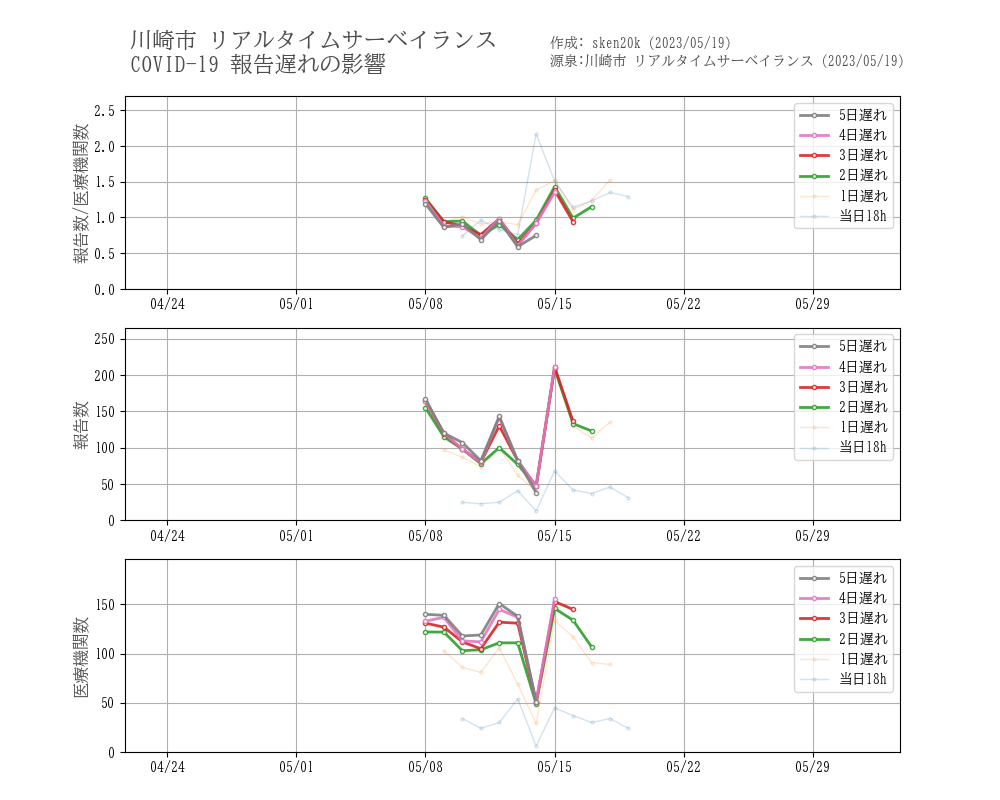 川崎市 リアルタイムサーベイランス
COVID-19 報告遅れの影響
作成: sken20k (2023/05/19)
源泉:川崎市 リアルタイムサーベイランス (2023/05/19)
報告数/医療機関数
2.5
2.0
1.5
1.0
0.5
0.0
04/24
05/01
05/08
05/15
05/22
05/29
5日遅れ
4日遅れ
3日遅れ
2日遅れ
1日遅れ
当日18h
報告数
250
200
150
100
50
0
04/24
05/01
05/08
05/15
05/22
05/29
5日遅れ
4日遅れ
3日遅れ
2日遅れ
1日遅れ
当日18h
医療機関数
150
100
50
0
04/24
05/01
05/08
05/15
05/22
05/29
5日遅れ
4日遅れ
3日遅れ
2日遅れ
1日遅れ
当日18h